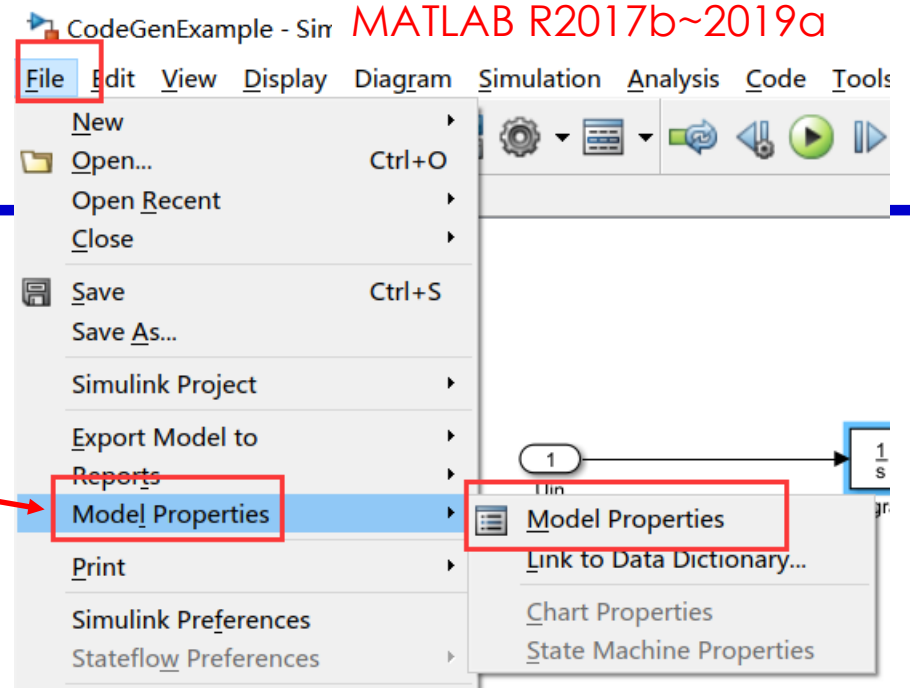 CodeGenExample - Sim
MATLAB R2017b~2019a
File Edit View Display Diagram Simulation Analysis Code Tools
New
Open... Ctrl+O
Open Recent
Close
Save Ctrl+S
Save As...
Simulink Project
Export Model to
Reports
Model Properties
Print
Simulink Preferences
Stateflow Preferences
1
Uin
1
s
Model Properties
Link to Data Dictionary...
Chart Properties
State Machine Properties